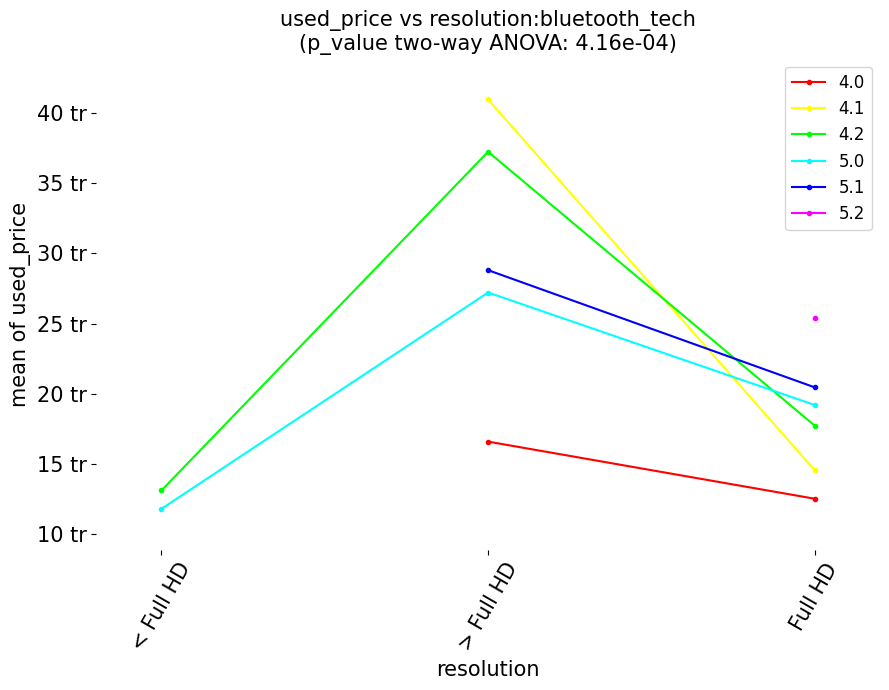 used_price vs resolution:bluetooth_tech
(p_value two-way ANOVA: 4.16e-04)
4.0
4.1
4.2
5.0
5.1
5.2
mean of used_price
40 tr
35 tr
30 tr
25 tr
20 tr
15 tr
10 tr
< Full HD
> Full HD
Full HD
resolution